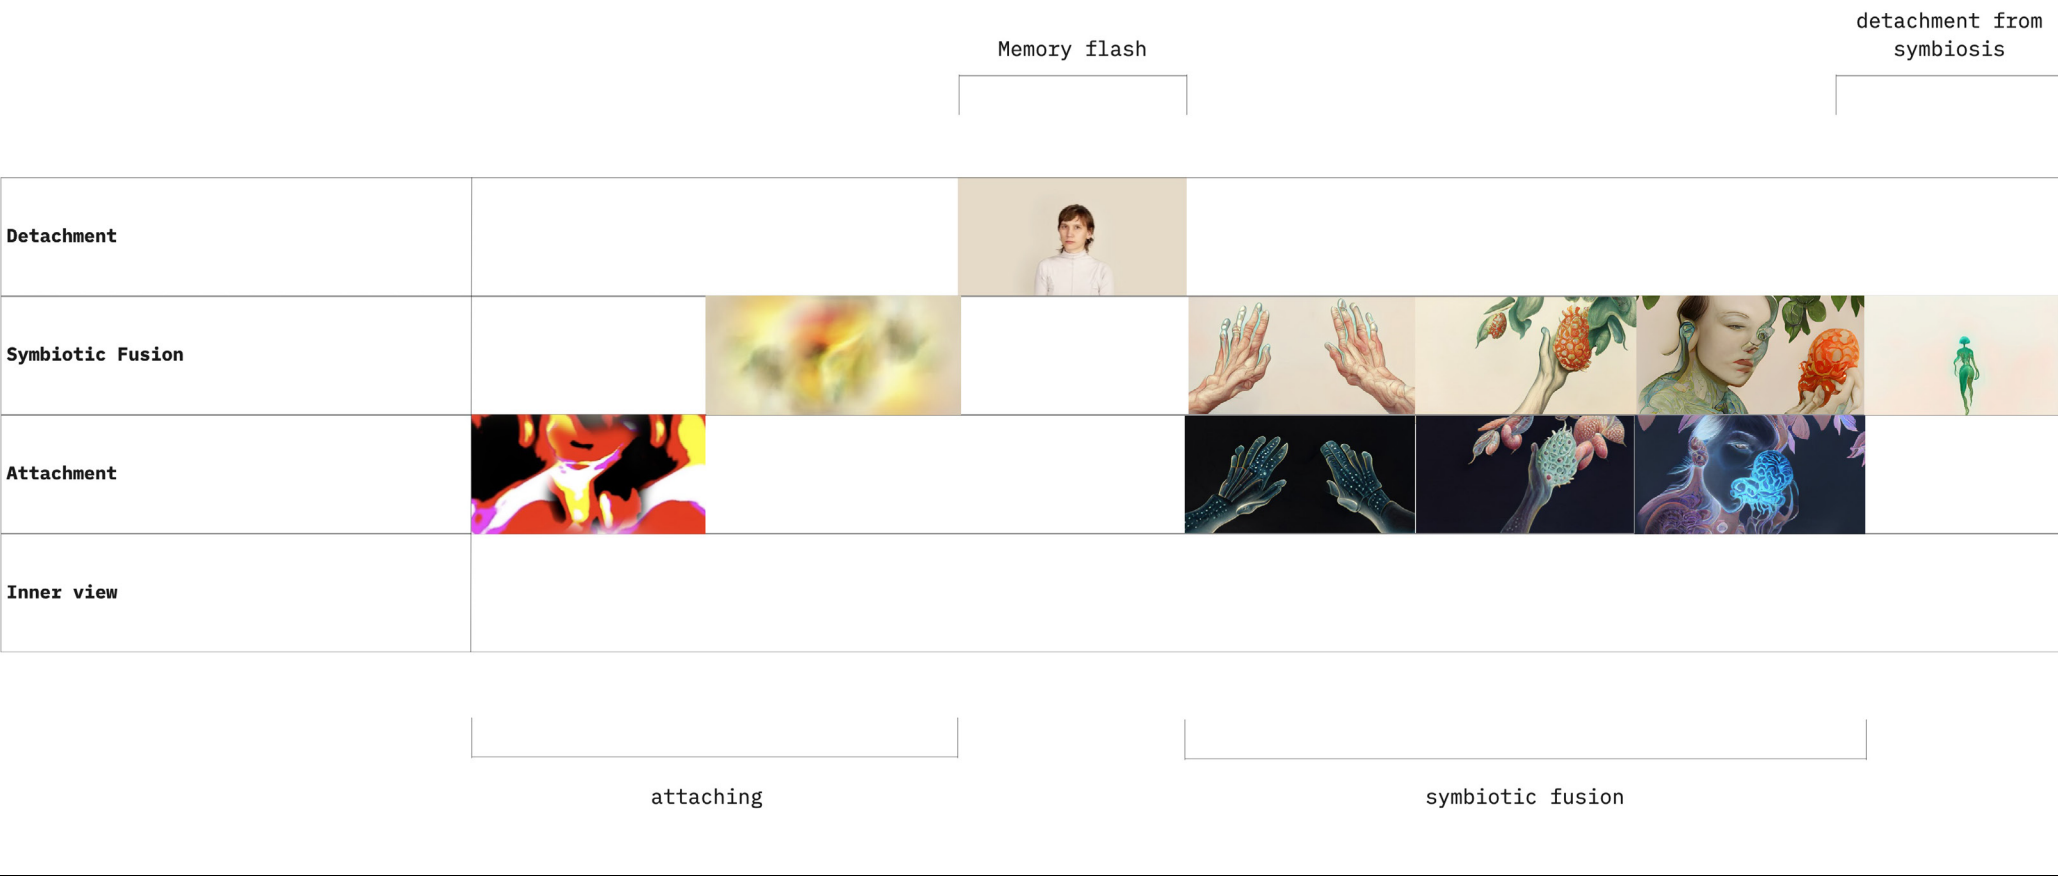 detachment from
symbiosis
Memory flash
Detachment
Symbiotic Fusion
Attachment
Inner view
attaching
symbiotic fusion